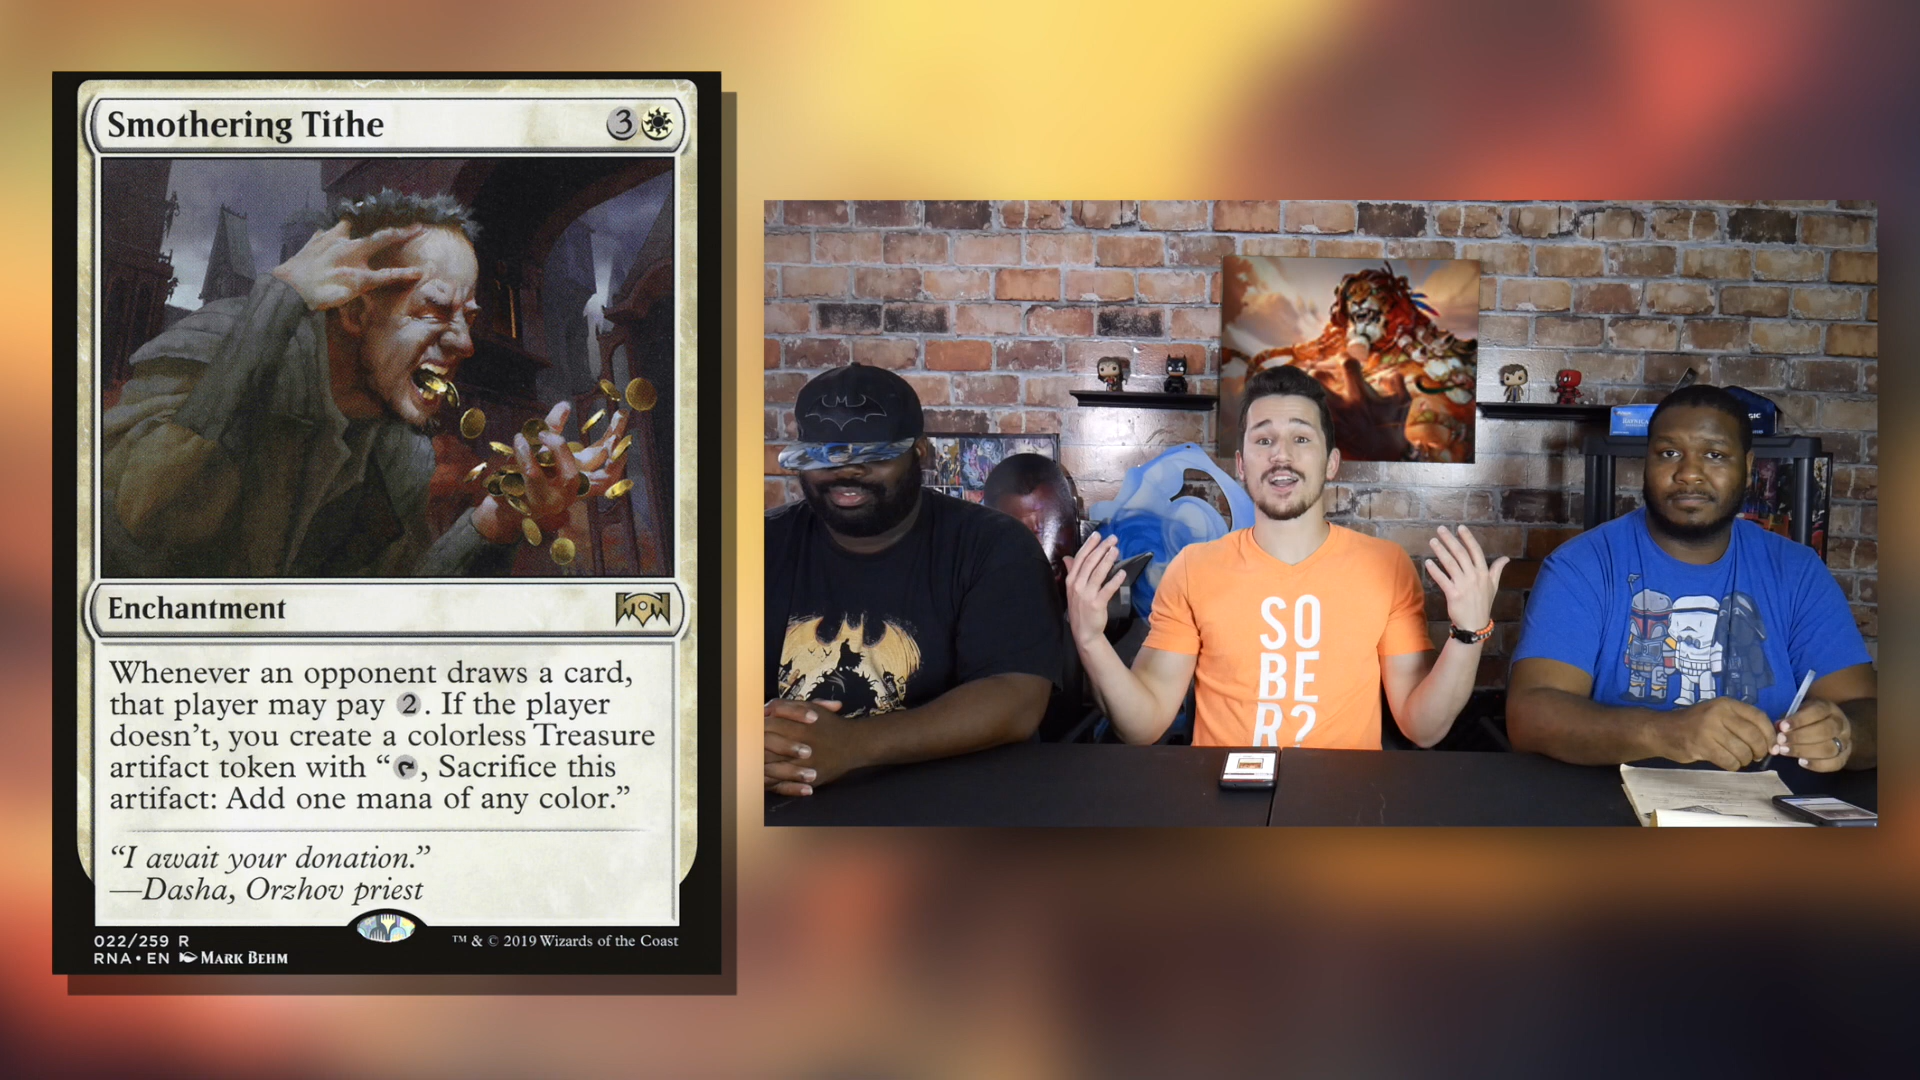 Smothering Tithe 3
Enchantment
Whenever an opponent draws a card,
that player may pay 2. If the player
doesn't, you create a colorless Treasure
artifact token with “, Sacrifice this
artifact: Add one mana of any color.”
“I await your donation.”
—Dasha, Orzhov priest
022/259 R
RNA • EN MARK BEHM
™ & © 2019 Wizards of the Coast
SO
BE
R?